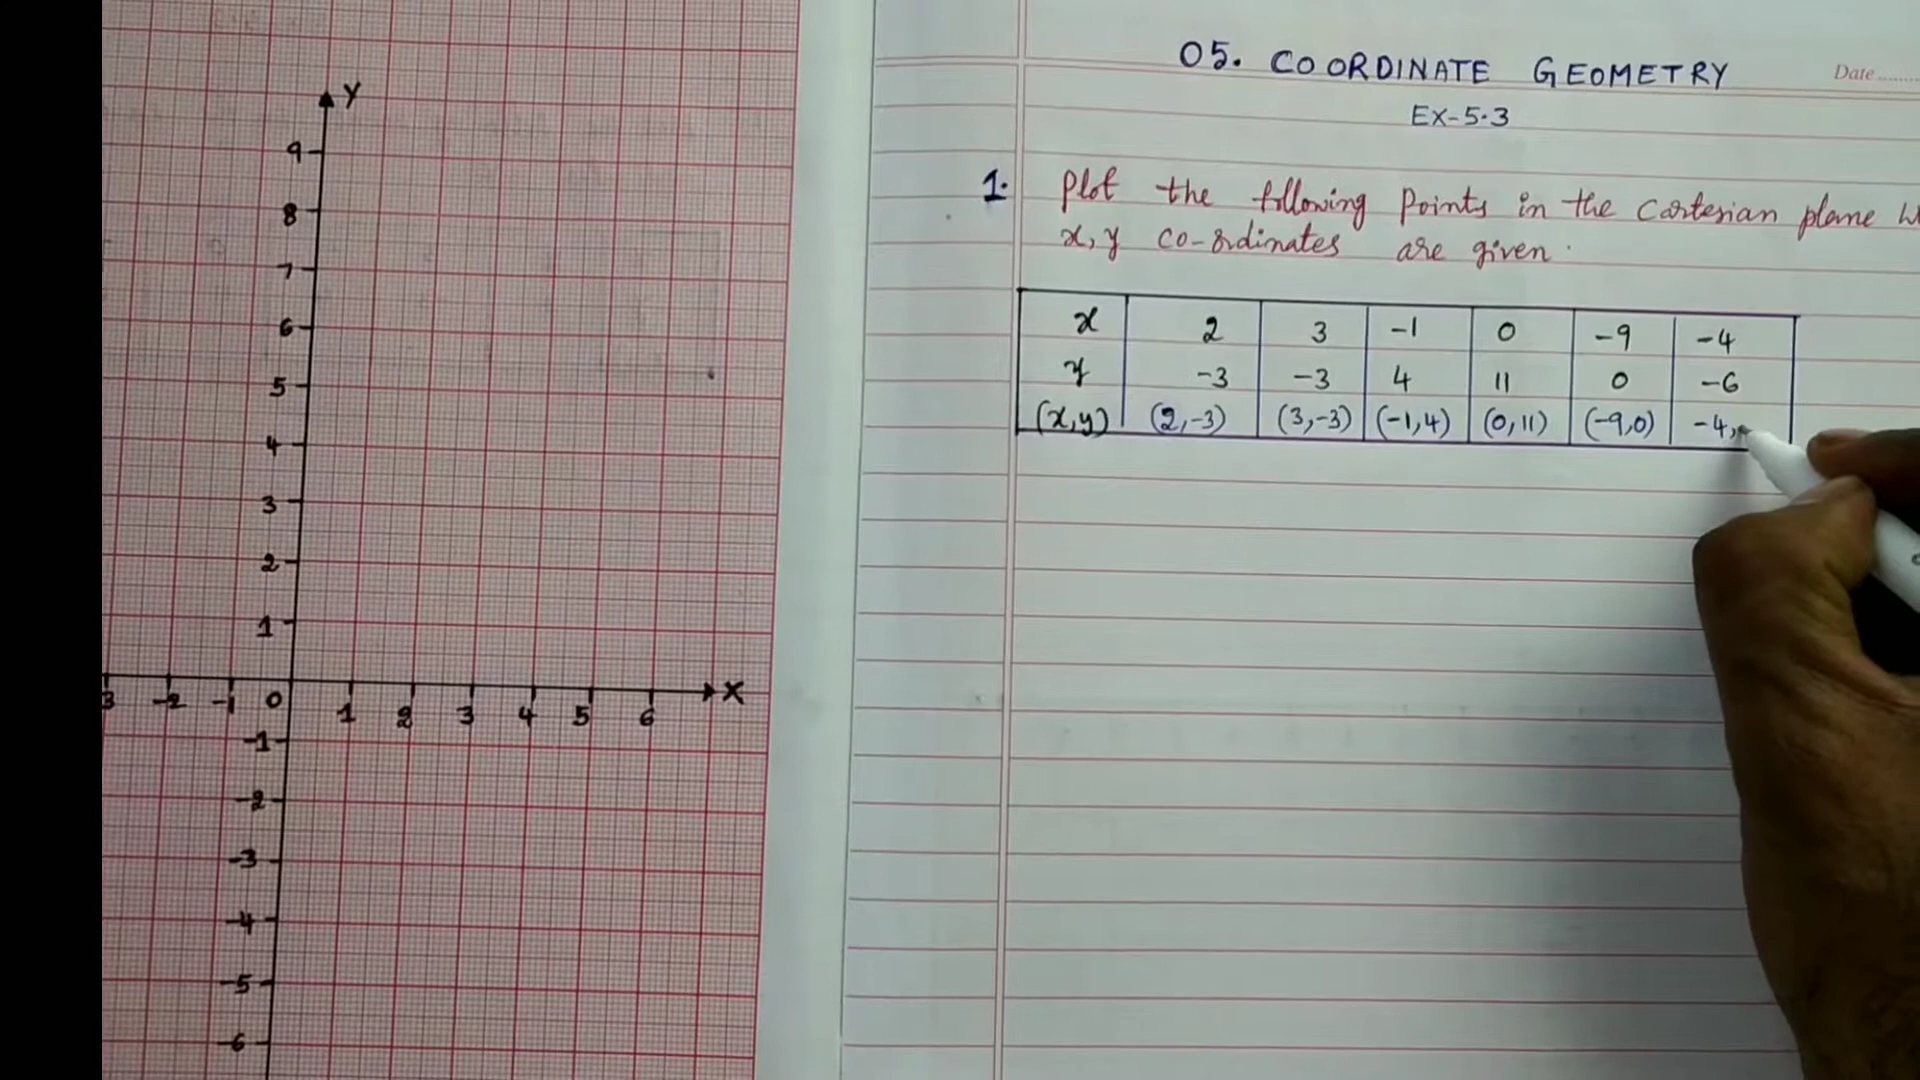 Y
9
8
7
6
5
4
3
2
1
3 -2 -1 0 1 2 3 4 5 6 X
-1
-2
-3
-4
-5
-6
05. COORDINATE GEOMETRY
Date........
EX-5.3
1. Plot the following Points in the Cartesian plane
x, y co-ordinates are given.
x 2 3 -1 0 -9 -4
y -3 -3 4 11 0 -6
(x,y) (2,-3) (3,-3) (-1,4) (0,11) (-9,0) -4,